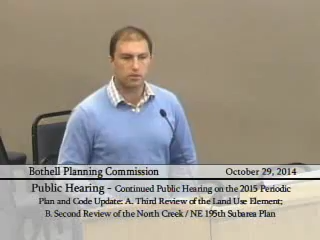 Bothell Planning Commission October 29, 2014
Public Hearing - Continued Public Hearing on the 2015 Periodic
Plan and Code Update: A. Third Review of the Land Use Element;
B. Second Review of the North Creek / NE 195th Subarea Plan